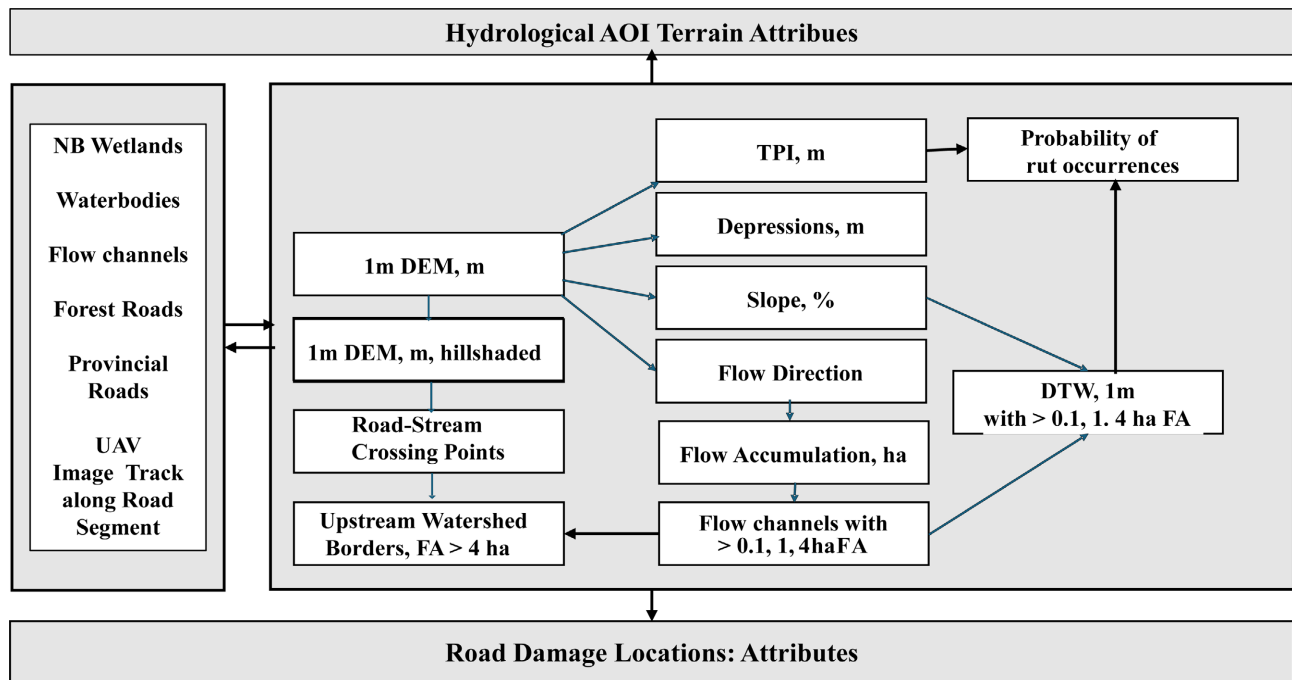 Hydrological AOI Terrain Attribues
NB Wetlands
Waterbodies
Flow channels
Forest Roads
Provincial
Roads
UAV
Image Track
along Road
Segment
1m DEM, m
1m DEM, m, hillshaded
Road-Stream
Crossing Points
Upstream Watershed
Borders, FA > 4 ha
TPI, m
Depressions, m
Slope, %
Flow Direction
Flow Accumulation, ha
Flow channels with
> 0.1, 1, 4haFA
Probability of
rut occurrences
DTW, 1m
with > 0.1, 1. 4 ha FA
Road Damage Locations: Attributes